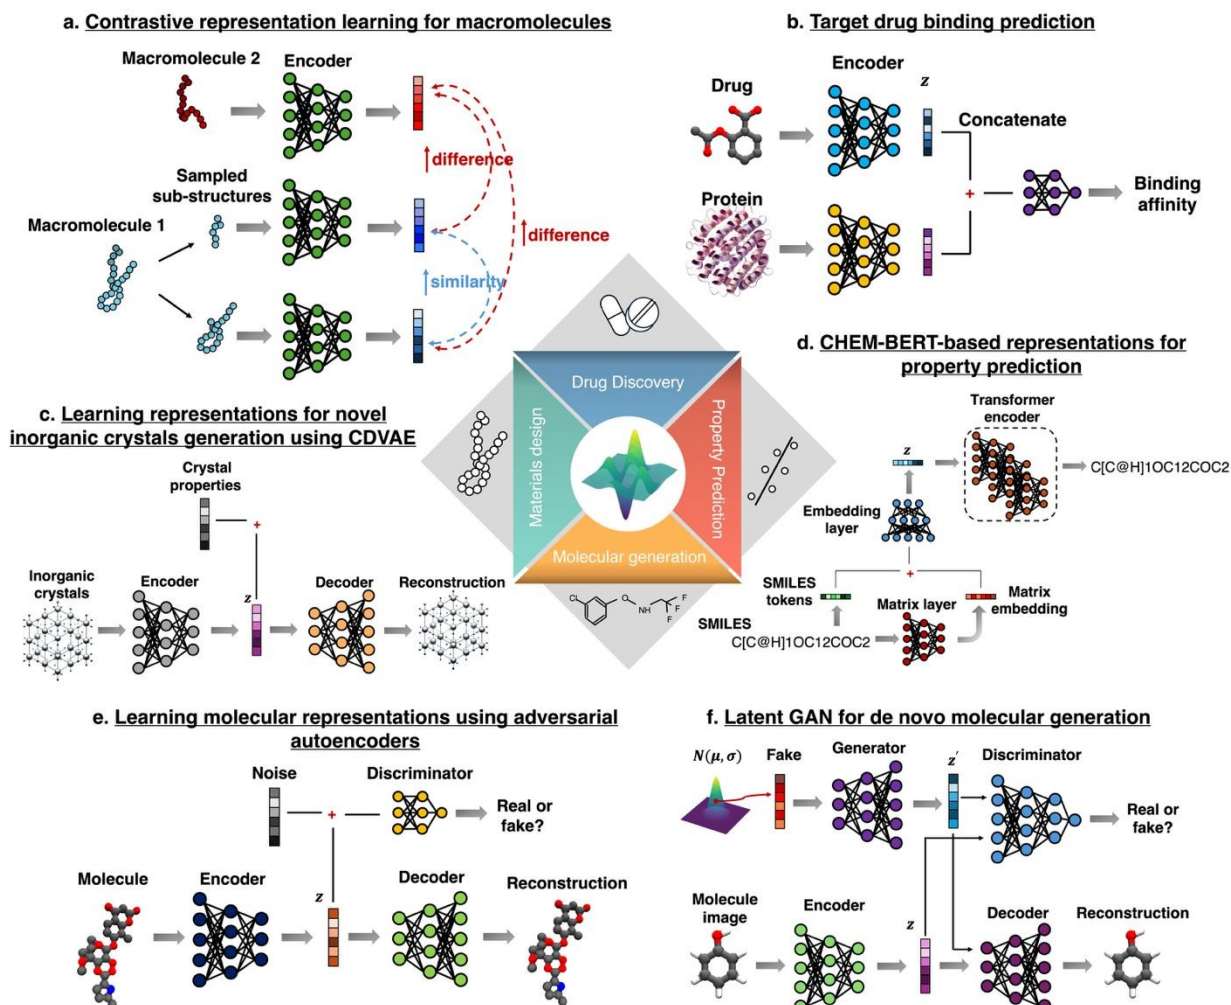 a. Contrastive representation learning for macromolecules
Macromolecule 2
Encoder
difference
Sampled
sub-structures
Macromolecule 1
difference
similarity
b. Target drug binding prediction
Encoder
z
Drug
Concatenate
+
Protein
Binding
affinity
Drug Discovery
Materials design
Property Prediction
Molecular generation
Cl
O
NH
F
F
F
c. Learning representations for novel
inorganic crystals generation using CDVAE
Crystal
properties
+
Inorganic
crystals
Encoder
z
Decoder
Reconstruction
d. CHEM-BERT-based representations for
property prediction
Transformer
encoder
z
C[C@H]1OC12COC2
Embedding
layer
+
SMILES
tokens
Matrix layer
Matrix
embedding
SMILES
C[C@H]1OC12COC2
e. Learning molecular representations using adversarial
autoencoders
Noise
Discriminator
+
Real or
fake?
Molecule
Encoder
z
Decoder
Reconstruction
f. Latent GAN for de novo molecular generation
N(μ,σ)
Fake
Generator
z'
Discriminator
Real or
fake?
Molecule
image
Encoder
z
Decoder
Reconstruction